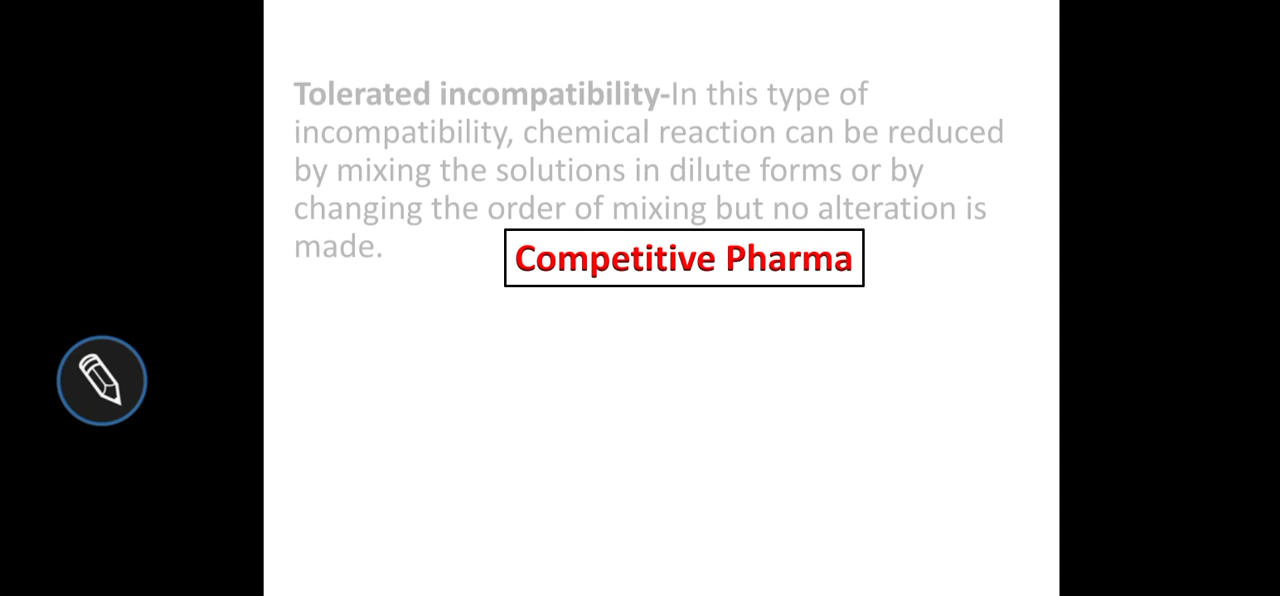 Tolerated incompatibility-In this type of
incompatibility, chemical reaction can be reduced
by mixing the solutions in dilute forms or by
changing the order of mixing but no alteration is
made.
Competitive Pharma